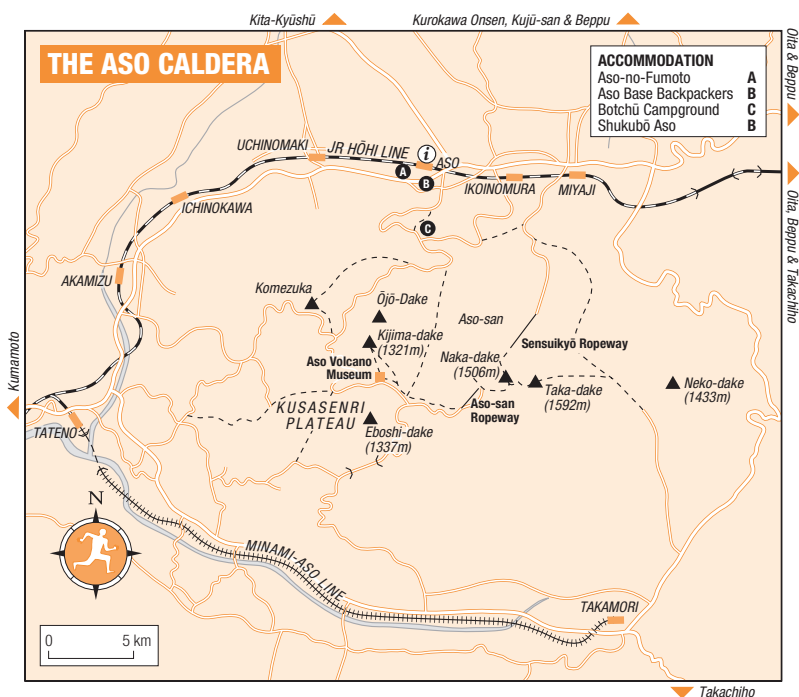 Kita-Kyūshū
Kurokawa Onsen, Kujū-san & Beppu
THE ASO CALDERA
ACCOMMODATION
Aso-no-Fumoto A
Aso Base Backpackers B
Botchū Campground C
Shukubō Aso B
Oita & Beppu
UCHINOMAKI
JR HŌHI LINE
i
ASO
A
B
IKOINOMURA
MIYAJI
ICHINOKAWA
C
Oita, Beppu & Takachiho
AKAMIZU
Komezuka
Ōjō-Dake
Aso-san
Kijima-dake
(1321m)
Sensuikyō Ropeway
Aso Volcano
Museum
Naka-dake
(1506m)
Taka-dake
(1592m)
Neko-dake
(1433m)
Kumamoto
KUSASENRI
PLATEAU
Aso-san
Ropeway
TATENO
Eboshi-dake
(1337m)
N
MINAMI-ASO LINE
TAKAMORI
0 5 km
Takachiho